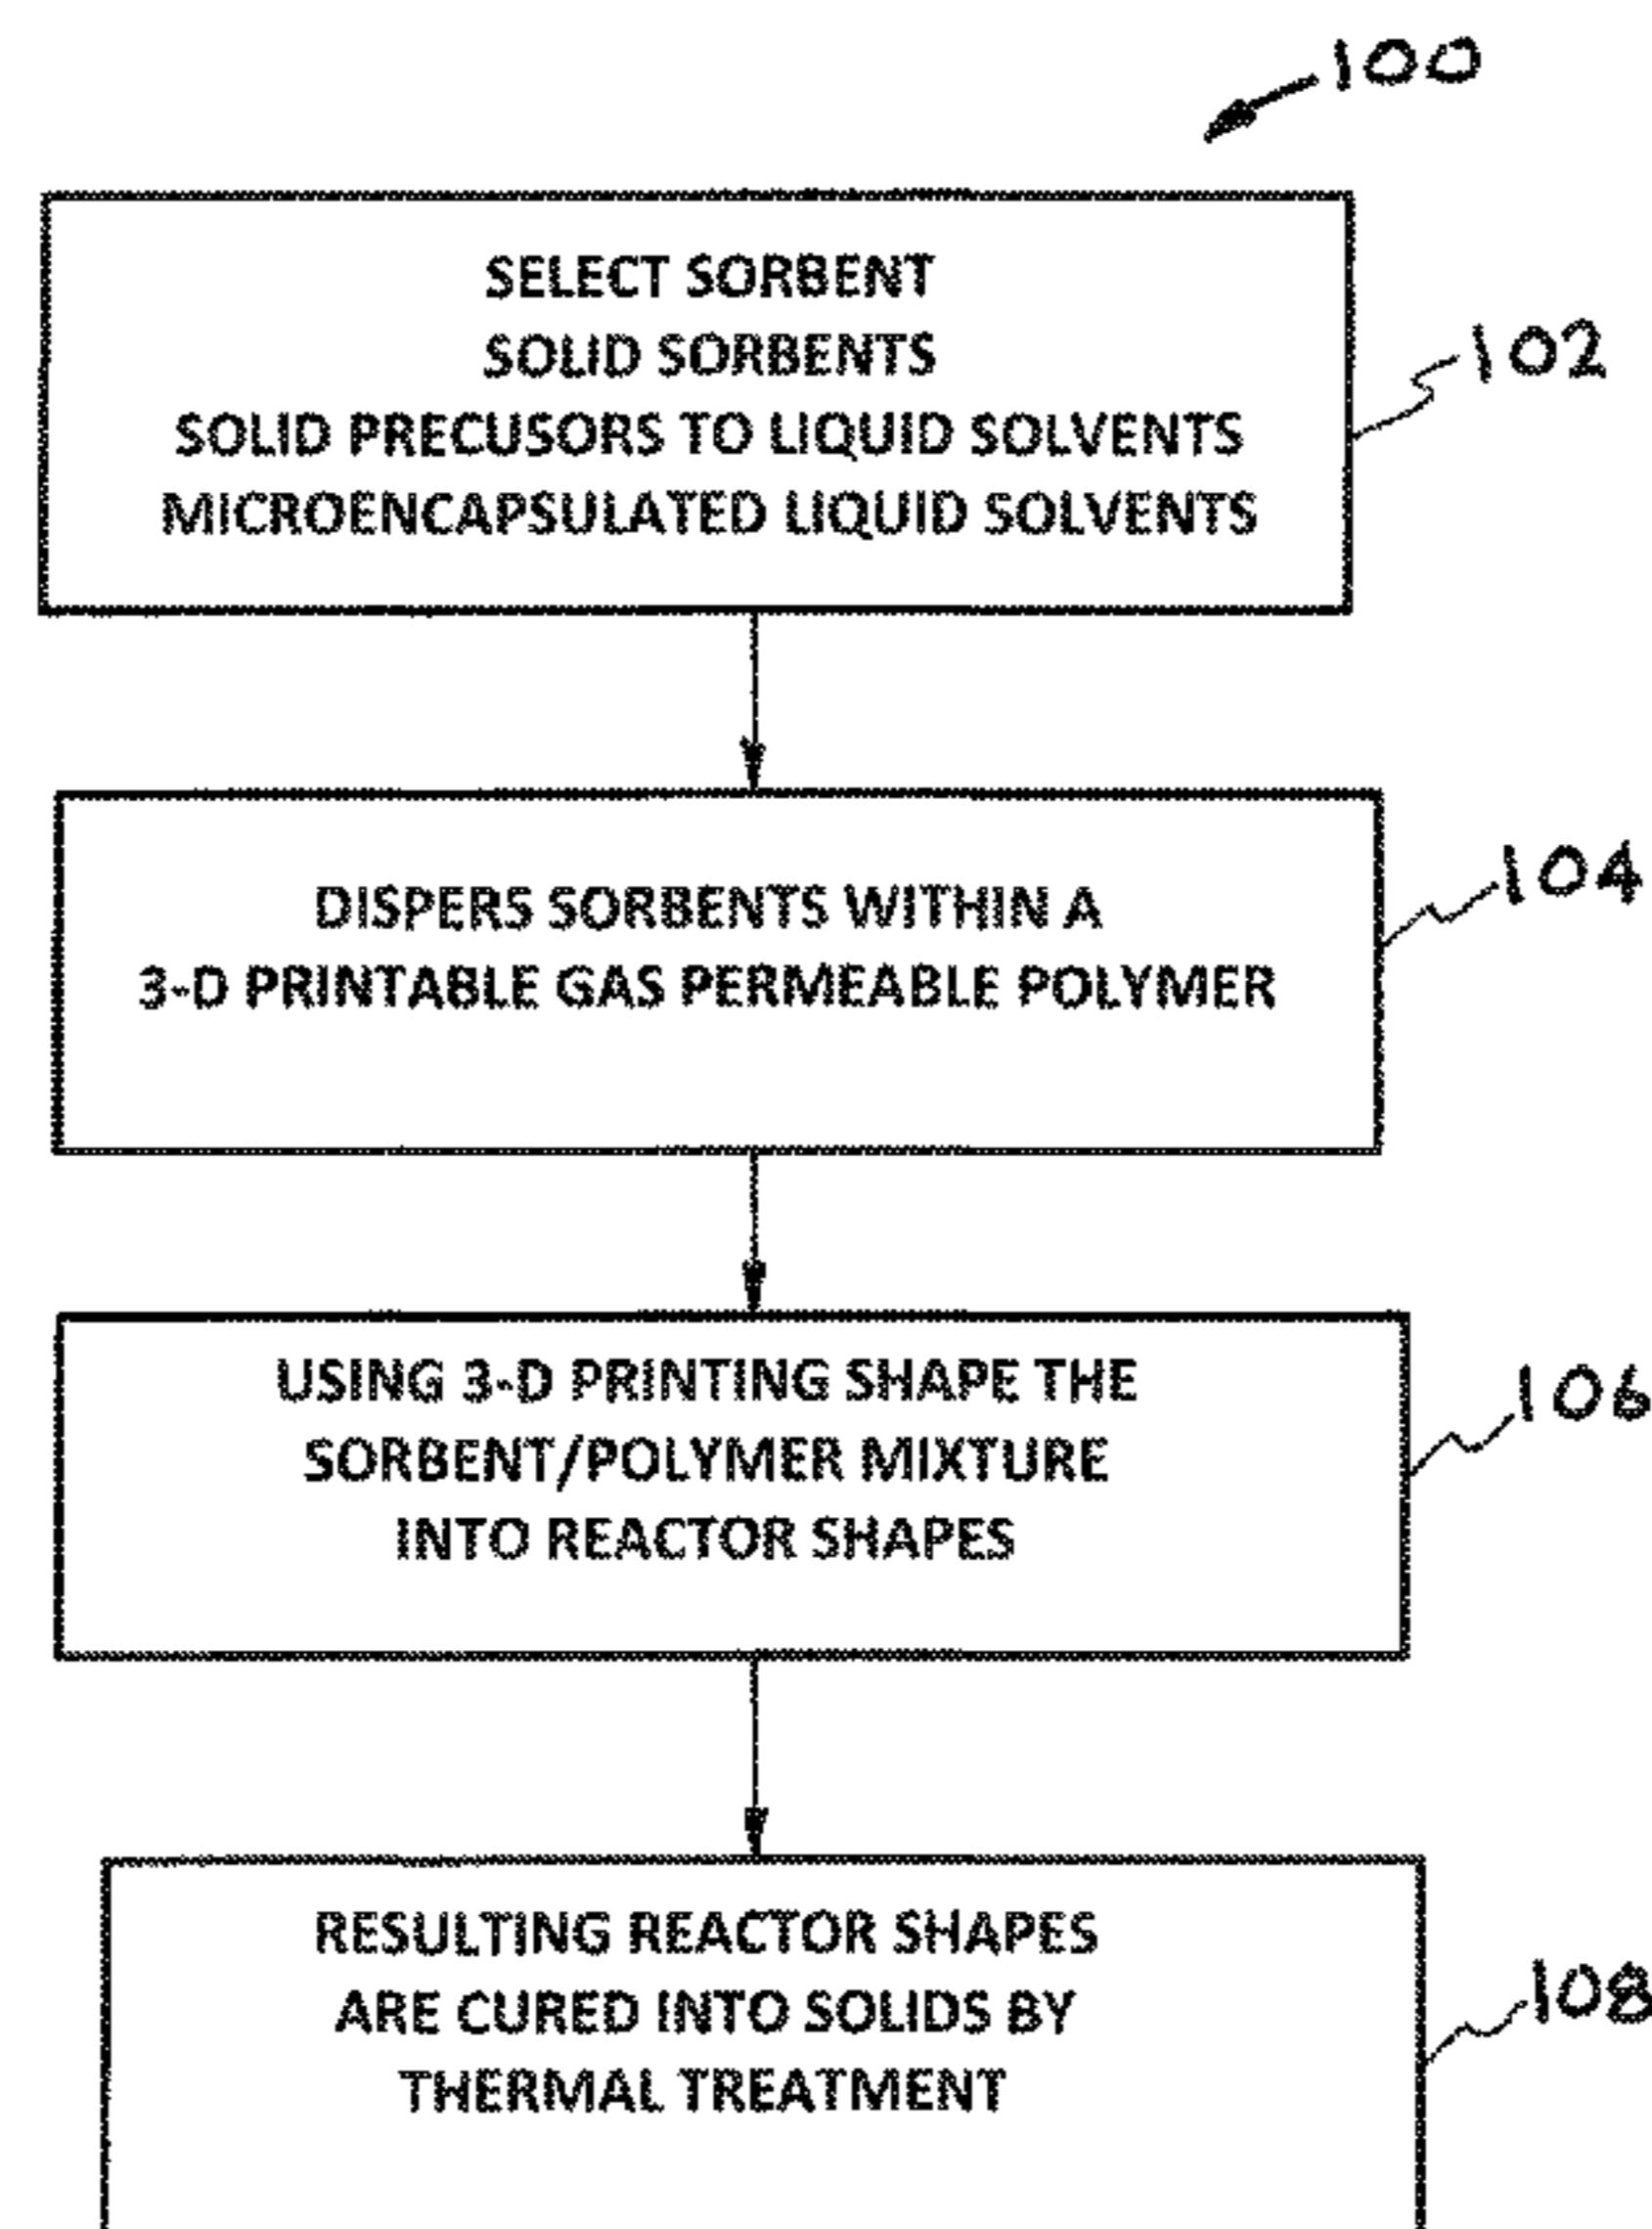 100
SELECT SORBENT
SOLID SORBENTS
SOLID PRECUSORS TO LIQUID SOLVENTS
MICROENCAPSULATED LIQUID SOLVENTS
102
DISPERS SORBENTS WITHIN A
3-D PRINTABLE GAS PERMEABLE POLYMER
104
USING 3-D PRINTING SHAPE THE
SORBENT/POLYMER MIXTURE
INTO REACTOR SHAPES
106
RESULTING REACTOR SHAPES
ARE CURED INTO SOLIDS BY
THERMAL TREATMENT
108